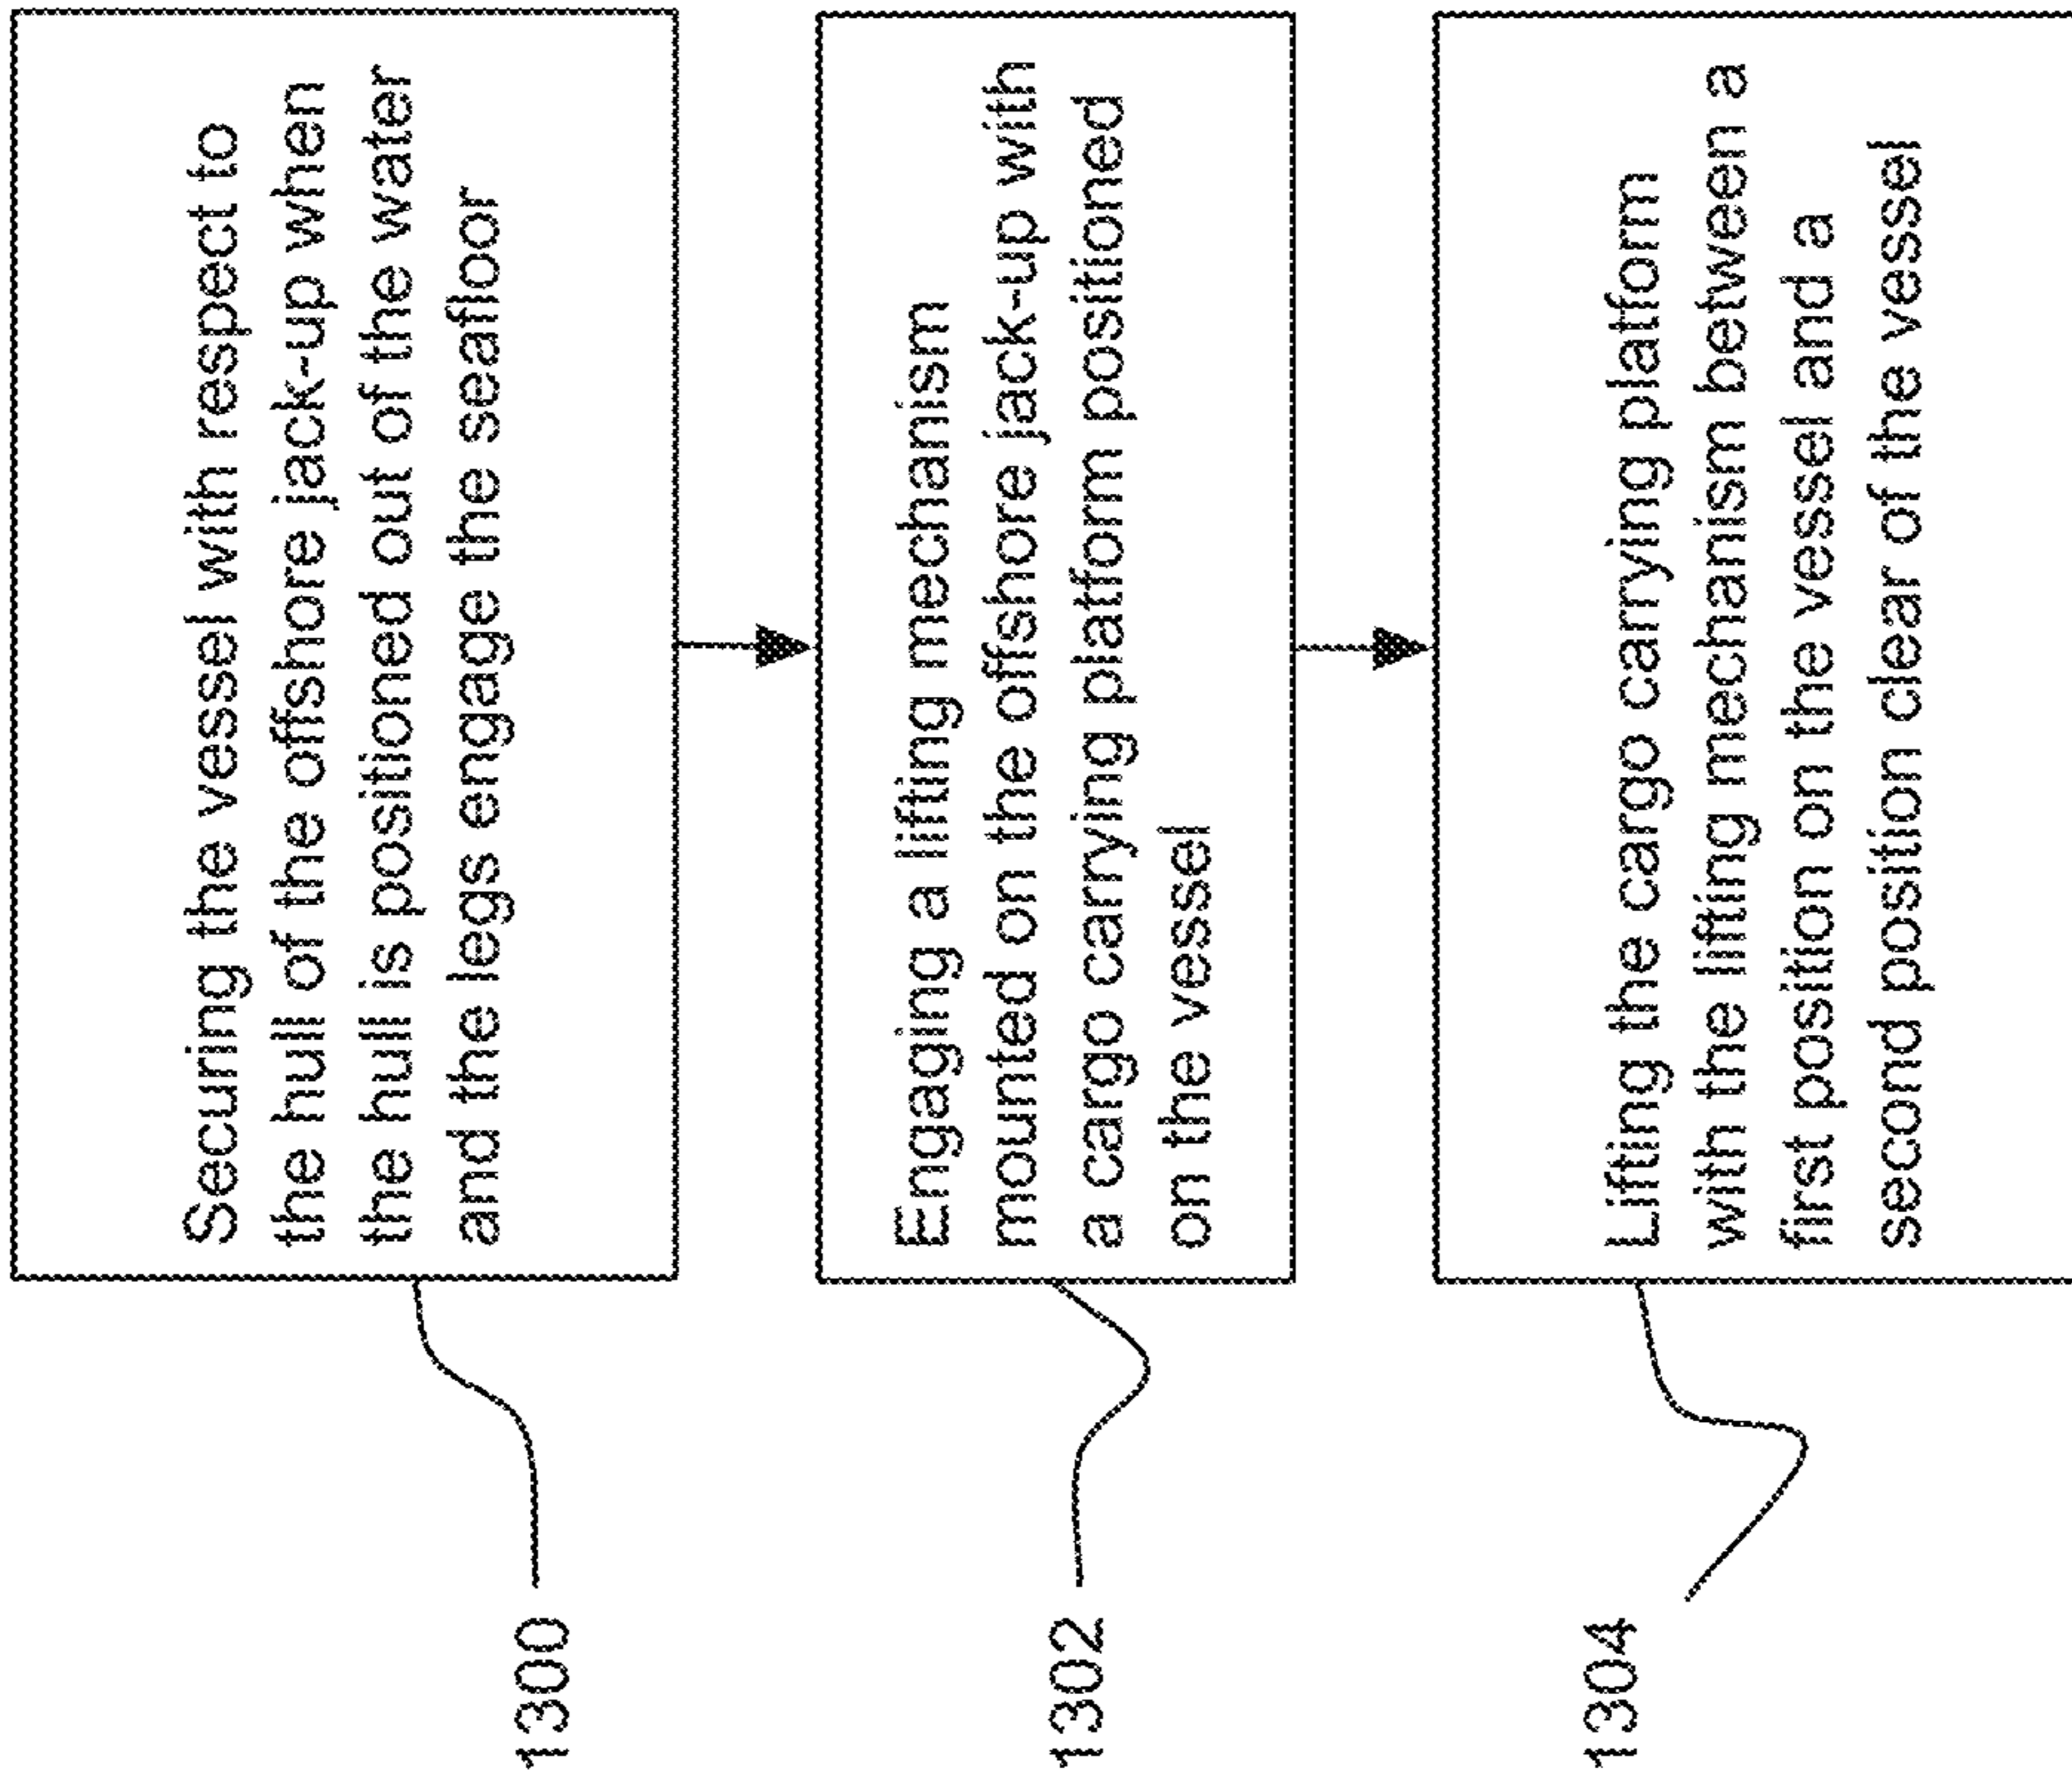 Securing the vessel with respect to
the hull of the offshore jack-up when
the hull is positioned out of the water
and the legs engage the seafloor
1300
Engaging a lifting mechanism
mounted on the offshore jack-up with
a cargo carrying platform positioned
on the vessel
1302
Lifting the cargo carrying platform
with the lifting mechanism between a
first position on the vessel and a
second position clear of the vessel
1304